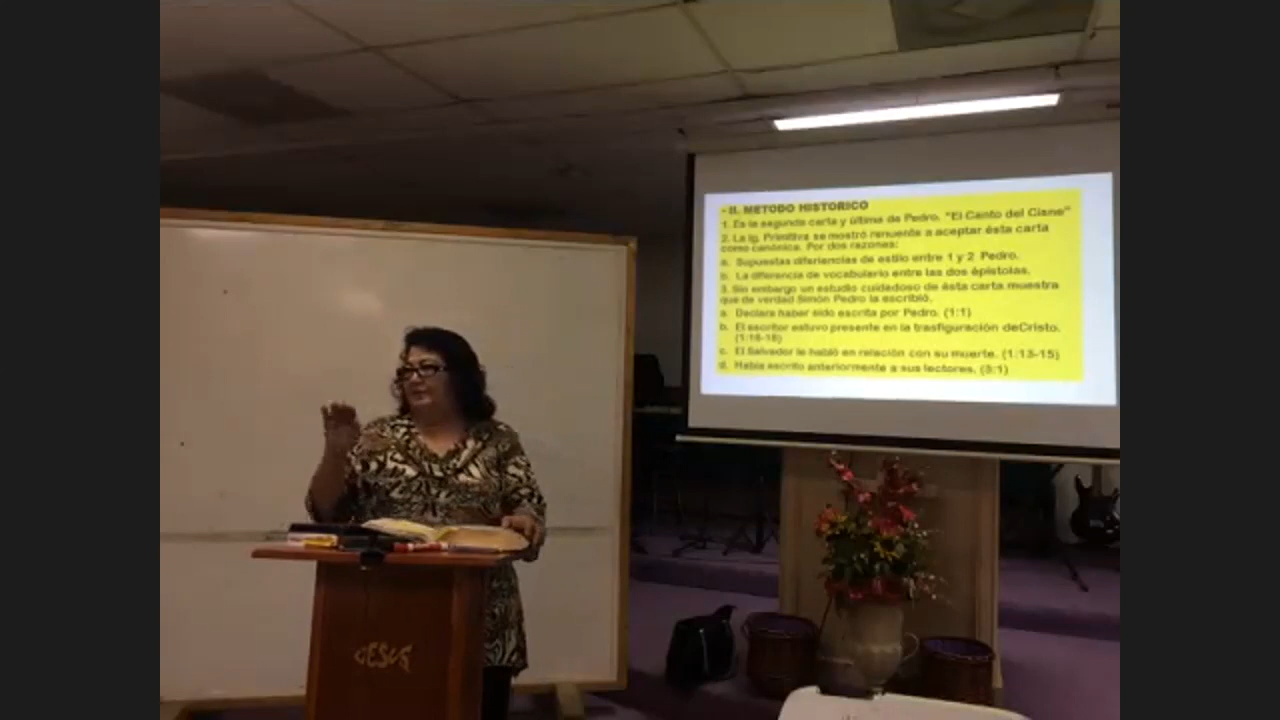 - II. METODO HISTORICO
1. Es la segunda carta y última de Pedro. "El Canto del Cisne"
2. La Ig. Primitiva se mostró renuente a aceptar ésta carta
como canónica. Por dos razones:
a. Supuestas diferiancias de estilo entre 1 y 2 Pedro.
b. La diferencia de vocabulario entre las dos épistolas.
3. Sin embargo un estudio cuidadoso de ésta carta muestra
que de verdad Simón Pedro la escribió.
a. Declara haber sido escrita por Pedro. (1:1)
b. El escritor estuvo presente en la trasfiguración deCristo.
(1:16-18)
c. El Salvador le habló en relación con su muerte. (1:13-15)
d. Había escrito anteriormente a sus lectores. (3:1)
JESUS